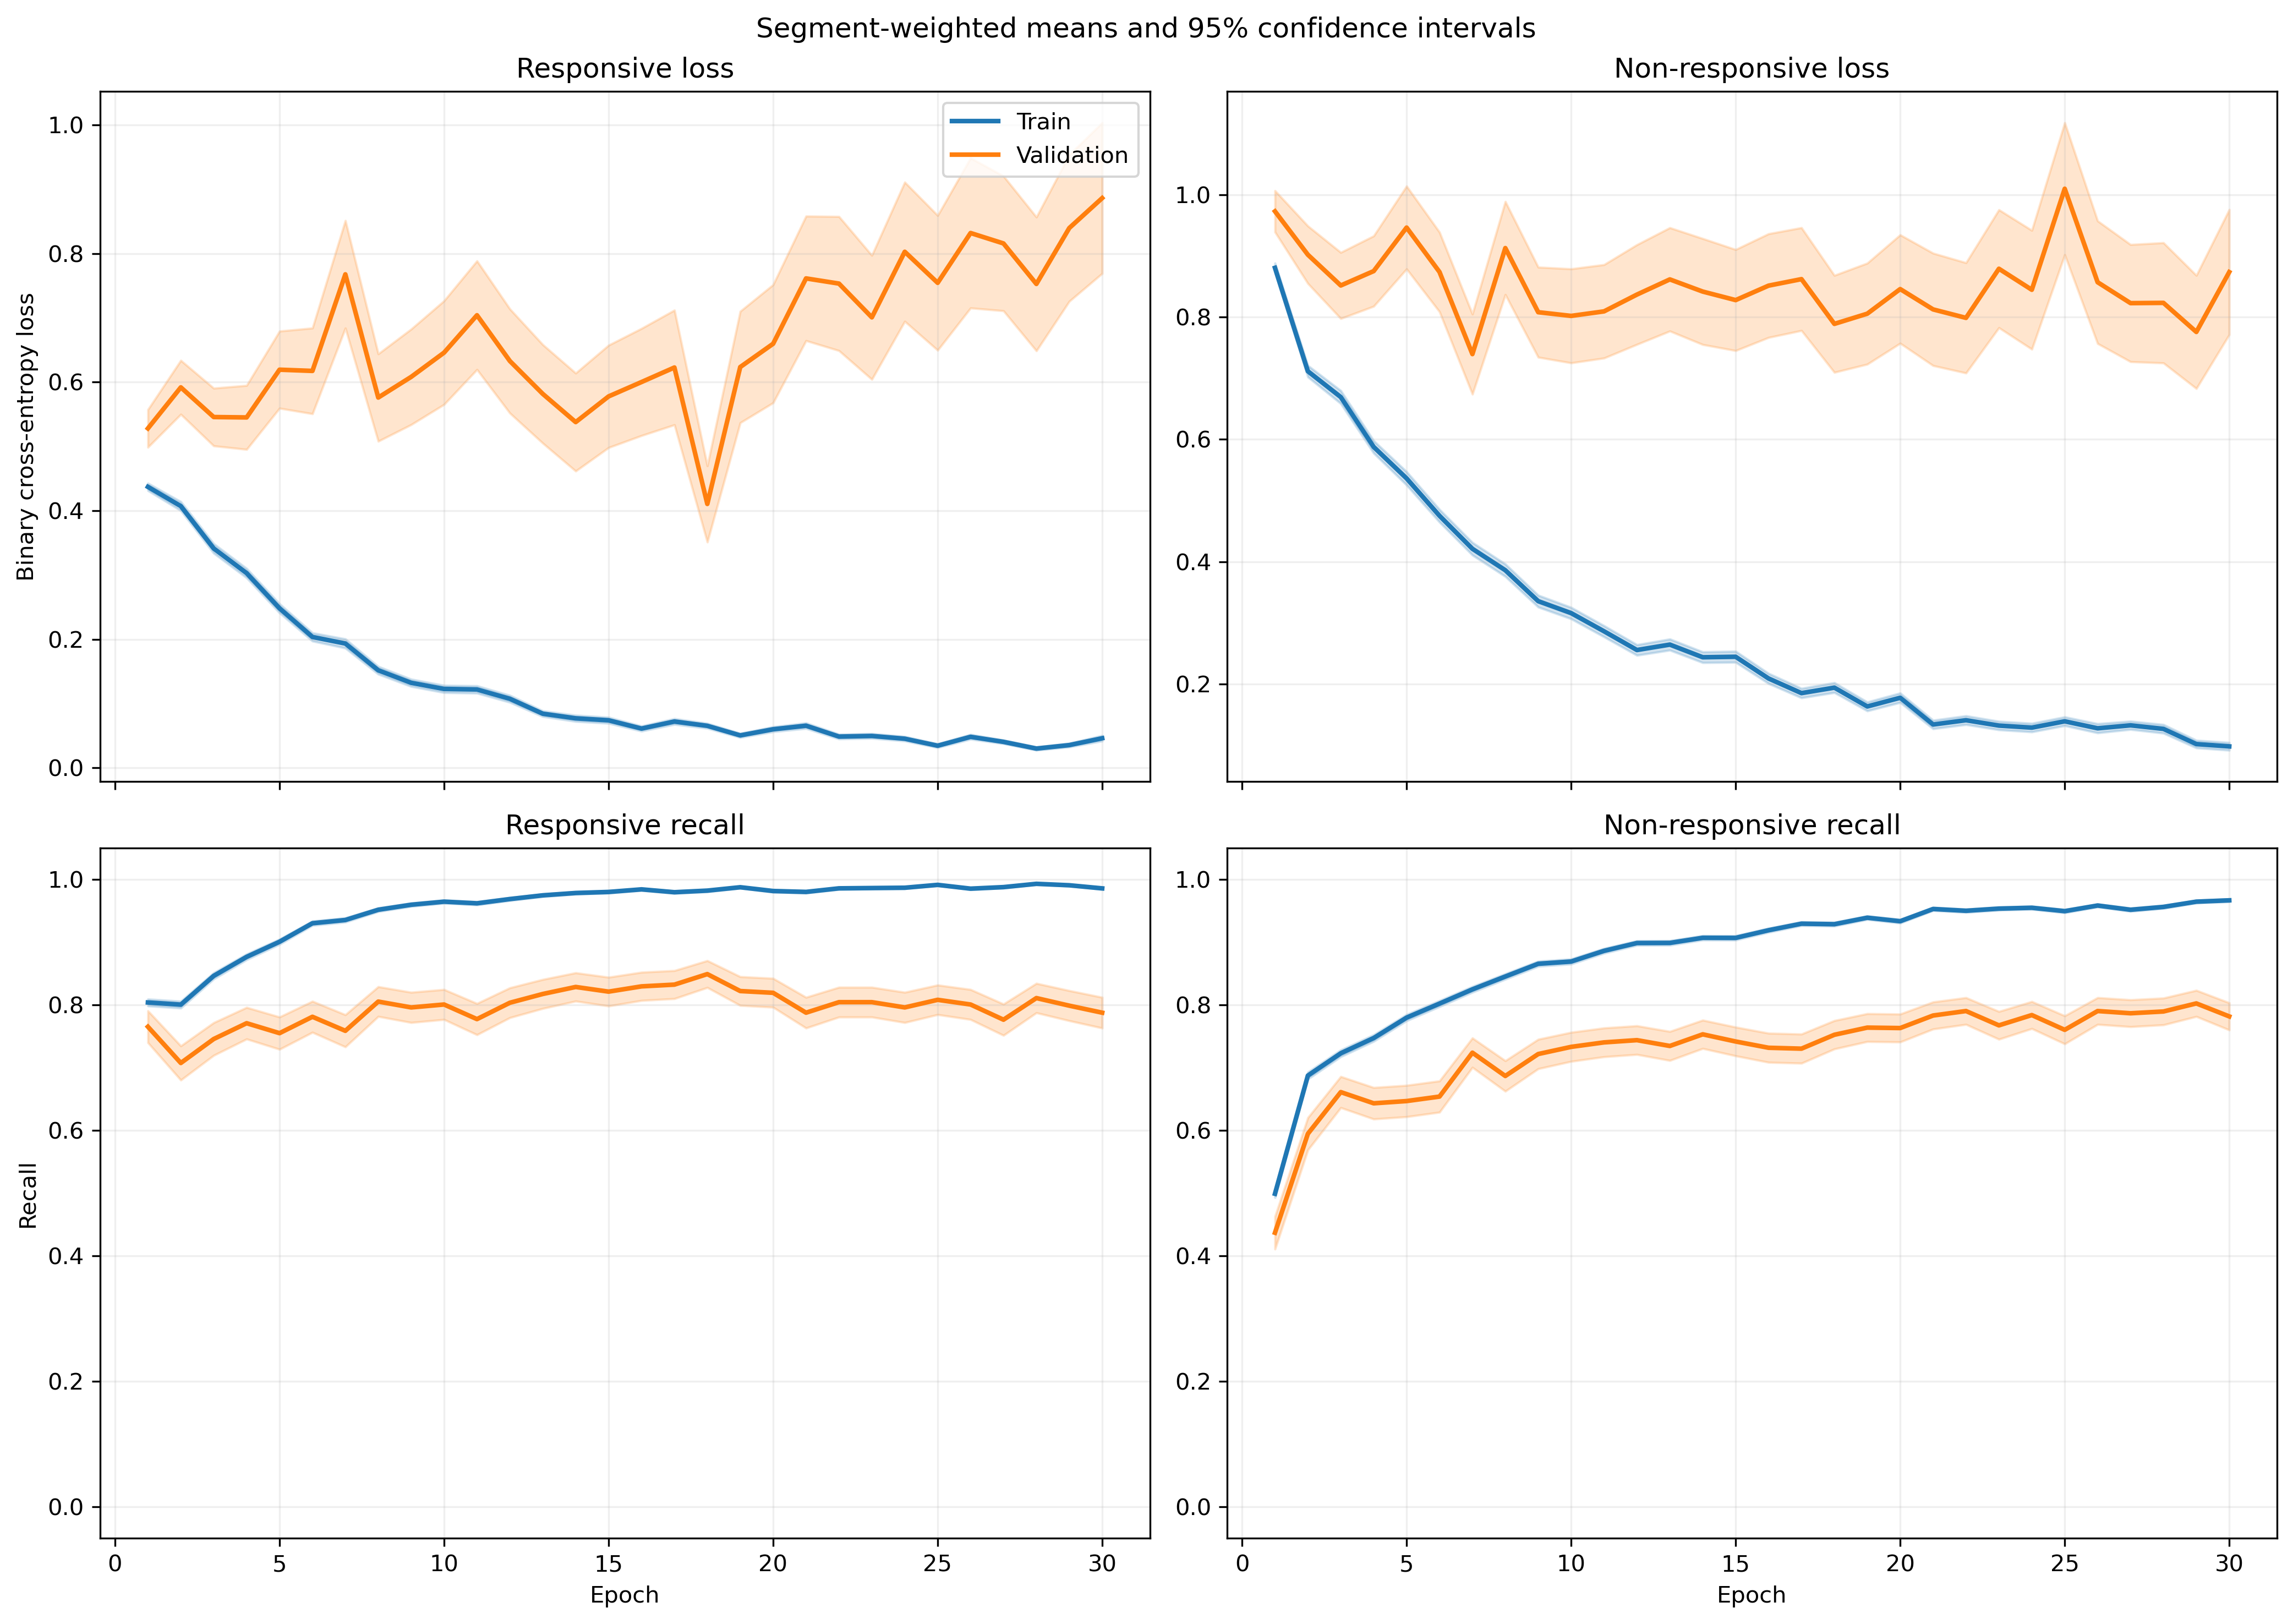 Segment-weighted means and 95% confidence intervals
Responsive loss
Non-responsive loss
Train
Validation
Binary cross-entropy loss
1.0
0.8
0.6
0.4
0.2
0.0
1.0
0.8
0.6
0.4
0.2
Responsive recall
Non-responsive recall
Recall
1.0
0.8
0.6
0.4
0.2
0.0
0 5 10 15 20 25 30
Epoch
1.0
0.8
0.6
0.4
0.2
0.0
0 5 10 15 20 25 30
Epoch